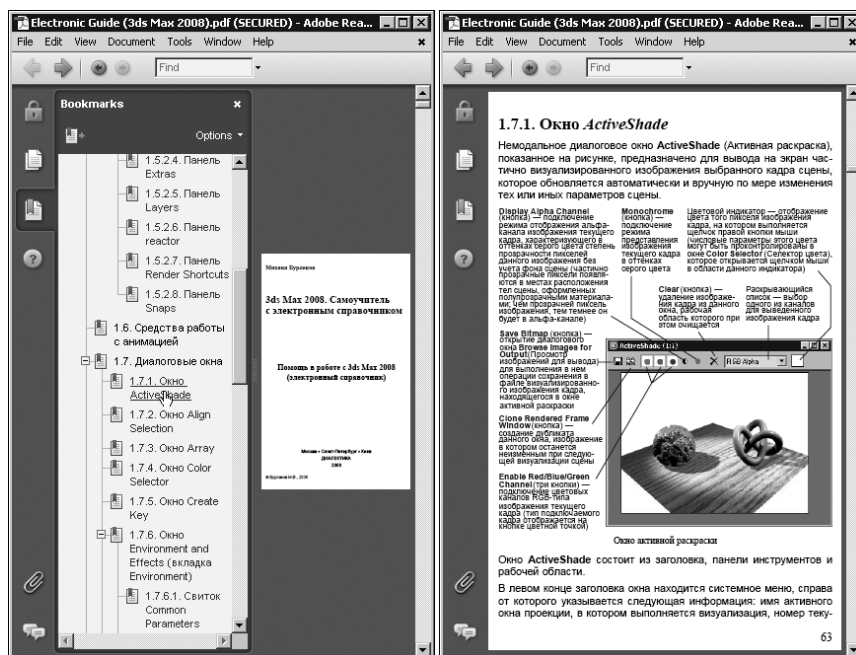 Electronic Guide (3ds Max 2008).pdf (SECURED) - Adobe Rea...
File Edit View Document Tools Window Help
Find
Bookmarks
Options
1.5.2.4. Панель
Extras
1.5.2.5. Панель
Layers
1.5.2.6. Панель
reactor
1.5.2.7. Панель
Render Shortcuts
1.5.2.8. Панель
Snaps
1.6. Средства работы
с анимацией
1.7. Диалоговые окна
1.7.1. Окно
ActiveShade
1.7.2. Окно Align
Selection
1.7.3. Окно Array
1.7.4. Окно Color
Selector
1.7.5. Окно Create
Key
1.7.6. Окно
Environment and
Effects (вкладка
Environment)
1.7.6.1. Свиток
Common
Parameters
Михаил Бурлаков
3ds Max 2008. Самоучитель
с электронным справочником
Помощь в работе с 3ds Max 2008
(электронный справочник)
Москва • Санкт-Петербург • Киев
ДИАЛЕКТИКА
2008
Electronic Guide (3ds Max 2008).pdf (SECURED) - Adobe Rea...
File Edit View Document Tools Window Help
Find
1.7.1. Окно ActiveShade
Немодальное диалоговое окно ActiveShade (Активная раскраска),
показанное на рисунке, предназначено для вывода на экран час-
тично визуализированного изображения выбранного кадра сцены,
которое обновляется автоматически и вручную по мере изменения
тех или иных параметров сцены.
Display Alpha Channel
(кнопка) — подключение
режима отображения альфа-
канала изображения текущего
кадра, характеризующего в
оттенках серого цвета степень
прозрачности пикселей
данного изображения без
учета фона сцены (частично
прозрачные пиксели появля-
ются в местах расположения
тел сцены, оформленных
полупрозрачными материала-
ми; чем прозрачней пиксель
изображения, тем темнее он
будет в альфа-канале)
Monochrome
(кнопка) —
подключение
режима
представления
изображения
текущего кадра
в оттенках
серого цвета
Цветовой индикатор — отображение
цвета того пикселя изображения
кадра, на котором выполняется
щелчок правой кнопки мыши
(числовые параметры этого цвета
могут быть проконтролированы в
окне Color Selector (Селектор цвета),
которое открывается щелчком мыши
в области данного индикатора)
Clear (кнопка) —
удаление изображе-
ния кадра из данного
окна, рабочая
область которого при
этом очищается
Раскрывающийся
список — выбор
одного из каналов
для выведенного
изображения кадра
Save Bitmap (кнопка) —
открытие диалогового
окна Browse Images for
Output (Просмотр
изображений для вывода)
для выполнения в нем
операции сохранения в
файле визуализированно-
го изображения кадра,
находящегося в окне
активной раскраски
Clone Rendered Frame
Window (кнопка) —
создание дубликата
данного окна, изображение
в котором останется
неизменным при следую-
щей визуализации сцены
Enable Red/Blue/Green
Channel (три кнопки) —
подключение цветовых
каналов RGB-типа
изображения текущего
кадра (тип подключаемого
кадра отображается на
кнопке цветной точкой)
ActiveShade (1:1)
RGB Alpha
Окно активной раскраски
Окно ActiveShade состоит из заголовка, панели инструментов и
рабочей области.
В левом конце заголовка окна находится системное меню, справа
от которого указывается следующая информация: имя активного
окна проекции, в котором выполняется визуализация, номер теку-
63